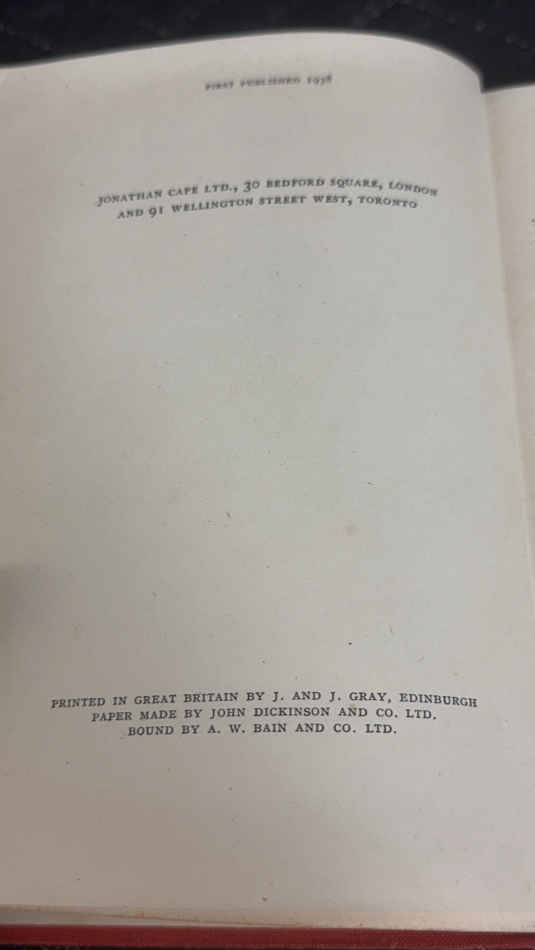 FIRST PUBLISHED 1938
JONATHAN CAPE LTD., 30 BEDFORD SQUARE, LONDON
AND 91 WELLINGTON STREET WEST, TORONTO
PRINTED IN GREAT BRITAIN BY J. AND J. GRAY, EDINBURGH
PAPER MADE BY JOHN DICKINSON AND CO. LTD.
BOUND BY A. W. BAIN AND CO. LTD.